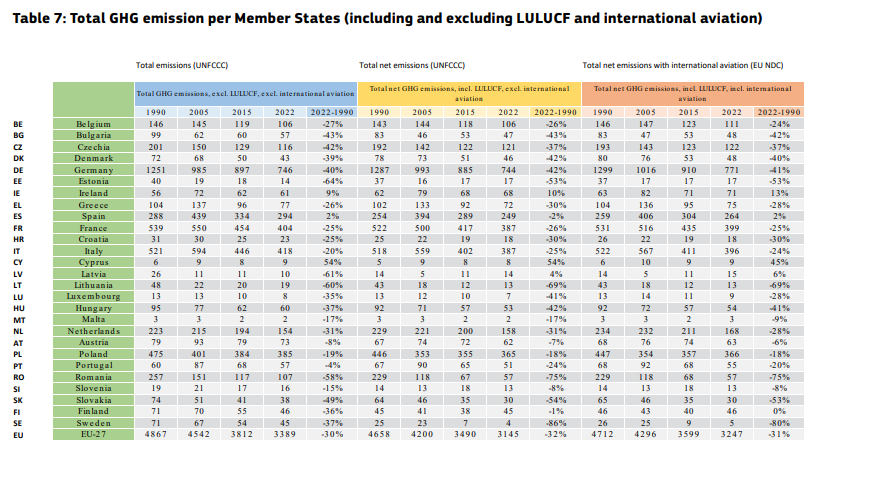 Table 7: Total GHG emission per Member States (including and excluding LULUCF and international aviation)
Total emissions (UNFCCC) Total net emissions (UNFCCC) Total net emissions with international aviation (EU NDC)
Total GHG emissions, excl. LULUCF, excl. international aviation Total net GHG emissions, incl. LULUCF, excl. international aviation Total net GHG emissions, incl. LULUCF, incl. international aviation
1990 2005 2015 2022 2022-1990 1990 2005 2015 2022 2022-1990 1990 2005 2015 2022 2022-1990
BE Belgium 146 145 119 106 -27% 143 144 118 106 -26% 146 147 123 111 -24%
BG Bulgaria 99 62 60 57 -43% 83 46 53 47 -43% 83 47 53 48 -42%
CZ Czechia 201 150 129 116 -42% 192 142 122 121 -37% 193 143 123 122 -37%
DK Denmark 72 68 50 43 -39% 78 73 51 46 -42% 80 76 53 48 -40%
DE Germany 1251 985 897 746 -40% 1287 993 885 744 -42% 1299 1016 910 771 -41%
EE Estonia 40 19 18 14 -64% 37 16 17 17 -53% 37 17 17 17 -53%
IE Ireland 56 72 62 61 9% 62 79 68 68 10% 63 82 71 71 13%
EL Greece 104 137 96 77 -26% 102 133 92 72 -30% 104 136 95 75 -28%
ES Spain 288 439 334 294 2% 254 394 289 249 -2% 259 406 304 264 2%
FR France 539 550 454 404 -25% 522 500 417 387 -26% 531 516 435 399 -25%
HR Croatia 31 30 25 23 -25% 25 22 19 18 -30% 26 22 19 18 -30%
IT Italy 521 594 446 418 -20% 518 559 402 387 -25% 522 567 411 396 -24%
CY Cyprus 6 9 8 9 54% 5 9 8 8 54% 6 10 9 9 45%
LV Latvia 26 11 11 10 -61% 14 5 11 14 4% 14 5 11 15 6%
LT Lithuania 48 22 20 19 -60% 43 18 12 13 -69% 43 18 12 13 -69%
LU Luxembourg 13 13 10 8 -35% 13 12 10 7 -41% 13 14 11 9 -28%
HU Hungary 95 77 62 60 -37% 92 71 57 53 -42% 92 72 57 54 -41%
MT Malta 3 3 2 2 -17% 3 3 2 2 -17% 3 3 2 3 -9%
NL Netherlands 223 215 194 154 -31% 229 221 200 158 -31% 234 232 211 168 -28%
AT Austria 79 93 79 73 -8% 67 74 72 62 -7% 68 76 74 63 -6%
PL Poland 475 401 384 385 -19% 446 353 355 365 -18% 447 354 357 366 -18%
PT Portugal 60 87 68 57 -4% 67 90 65 51 -24% 68 92 68 55 -20%
RO Romania 257 151 117 107 -58% 229 118 67 57 -75% 229 118 68 57 -75%
SI Slovenia 19 21 17 16 -15% 14 13 18 13 -8% 14 13 18 13 -8%
SK Slovakia 74 51 41 38 -49% 64 46 35 30 -54% 65 46 35 30 -53%
FI Finland 71 70 55 46 -36% 45 41 38 45 -1% 46 43 40 46 0%
SE Sweden 71 67 54 45 -37% 25 23 7 4 -86% 26 25 9 5 -80%
EU EU-27 4867 4542 3812 3389 -30% 4658 4200 3490 3145 -32% 4712 4296 3599 3247 -31%